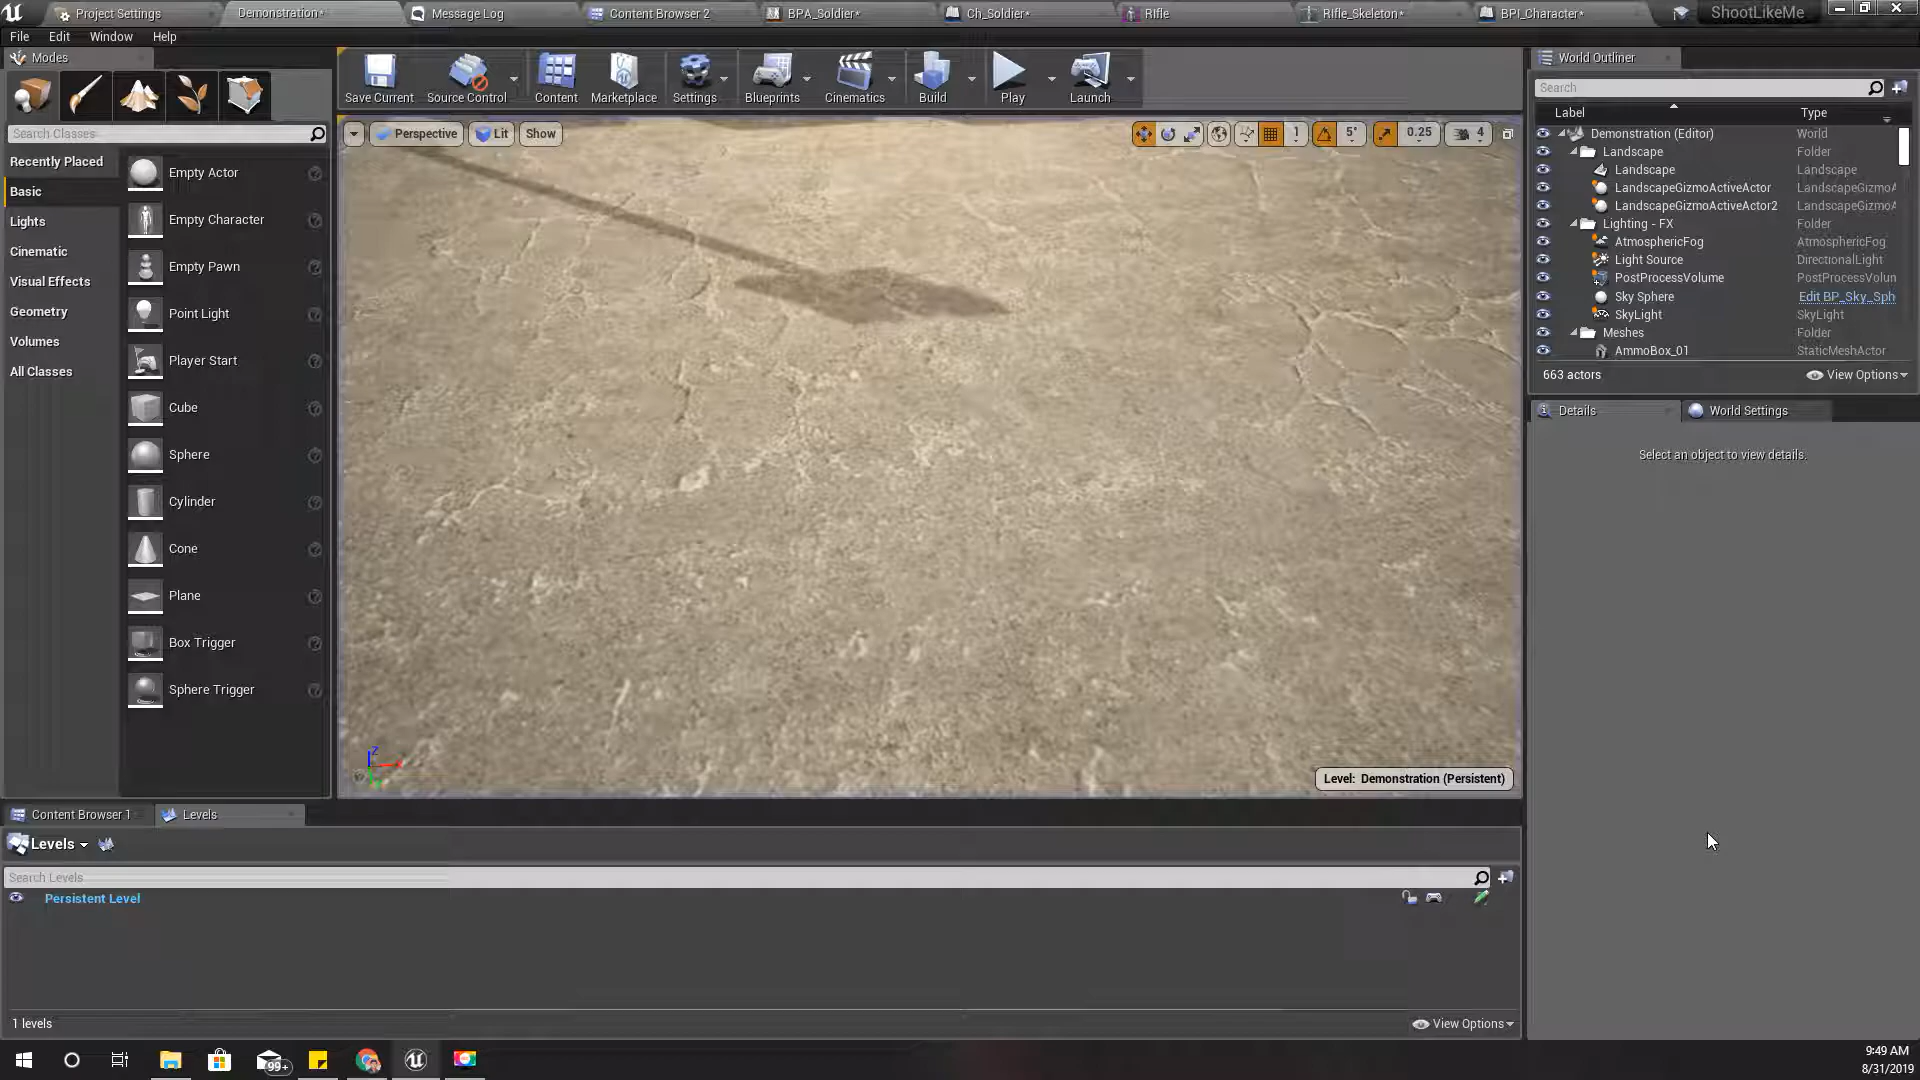 Project Settings
Demonstration*
Message Log
Content Browser 2
BPA_Soldier*
Ch_Soldier*
Rifle
Rifle_Skeleton*
BPI_Character*
ShootLikeMe
File Edit Window Help
Modes
Search Classes
Recently Placed
Basic
Lights
Cinematic
Visual Effects
Geometry
Volumes
All Classes
Empty Actor
Empty Character
Empty Pawn
Point Light
Player Start
Cube
Sphere
Cylinder
Cone
Plane
Box Trigger
Sphere Trigger
Save Current
Source Control
Content
Marketplace
Settings
Blueprints
Cinematics
Build
Play
Launch
Perspective
Lit
Show
1
5°
0.25
4
Z
Level: Demonstration (Persistent)
World Outliner
Search
Label Type
Demonstration (Editor) World
Landscape Folder
Landscape Landscape
LandscapeGizmoActiveActor LandscapeGizmoA
LandscapeGizmoActiveActor2 LandscapeGizmoA
Lighting - FX Folder
AtmosphericFog AtmosphericFog
Light Source DirectionalLight
PostProcessVolume PostProcessVolun
Sky Sphere Edit BP_Sky_Sph
SkyLight SkyLight
Meshes Folder
AmmoBox_01 StaticMeshActor
663 actors
View Options
Details
World Settings
Select an object to view details.
Content Browser 1
Levels
Levels
Search Levels
Persistent Level
1 levels
View Options
99+
9:49 AM
8/31/2019